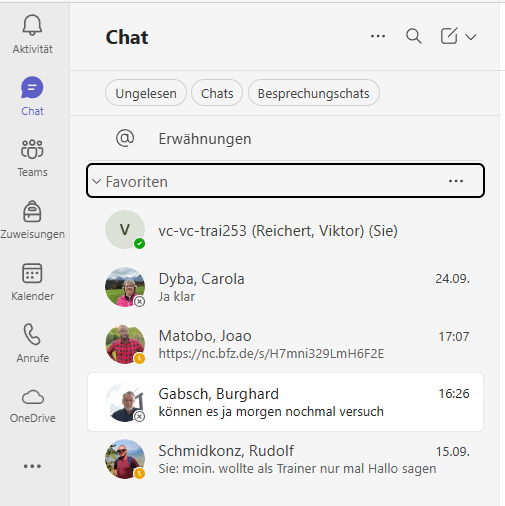 Aktivität
Chat
Teams
Zuweisungen
Kalender
Anrufe
OneDrive
Chat
Ungelesen
Chats
Besprechungschats
Erwähnungen
Favoriten
V
vc-vc-trai253 (Reichert, Viktor) (Sie)
Dyba, Carola 24.09.
Ja klar
Matobo, Joao 17:07
https://nc.bfz.de/s/H7mni329LmH6F2E
Gabsch, Burghard 16:26
können es ja morgen nochmal versuch
Schmidkonz, Rudolf 15.09.
Sie: moin. wollte als Trainer nur mal Hallo sagen